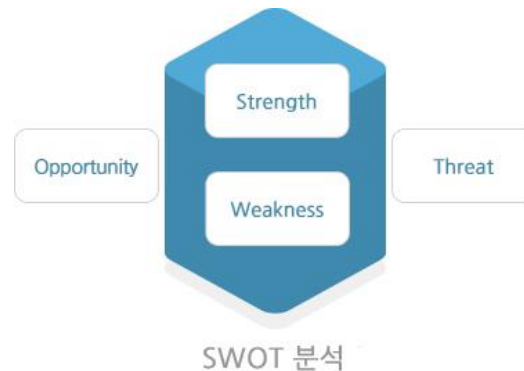 Strength
Opportunity
Threat
Weakness
SWOT 분석